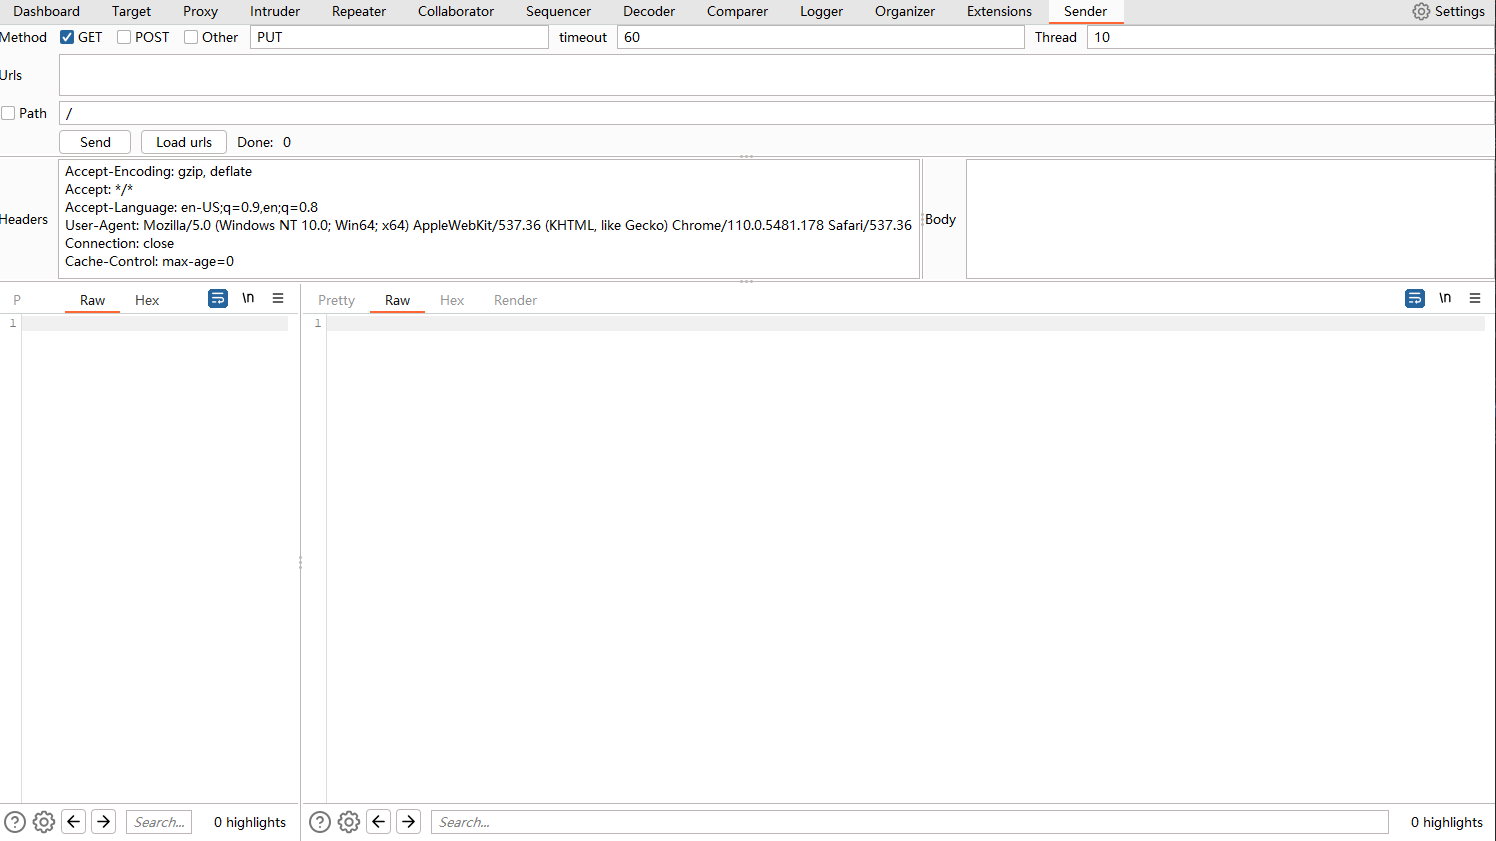 Dashboard Target Proxy Intruder Repeater Collaborator Sequencer Decoder Comparer Logger Organizer Extensions Sender Settings
Method GET POST Other PUT timeout 60 Thread 10
Urls
Path /
Send Load urls Done: 0
Headers
Accept-Encoding: gzip, deflate
Accept: */*
Accept-Language: en-US;q=0.9,en;q=0.8
User-Agent: Mozilla/5.0 (Windows NT 10.0; Win64; x64) AppleWebKit/537.36 (KHTML, like Gecko) Chrome/110.0.5481.178 Safari/537.36
Connection: close
Cache-Control: max-age=0
Body
P Raw Hex \n
Pretty Raw Hex Render \n
1
1
Search... 0 highlights
Search... 0 highlights